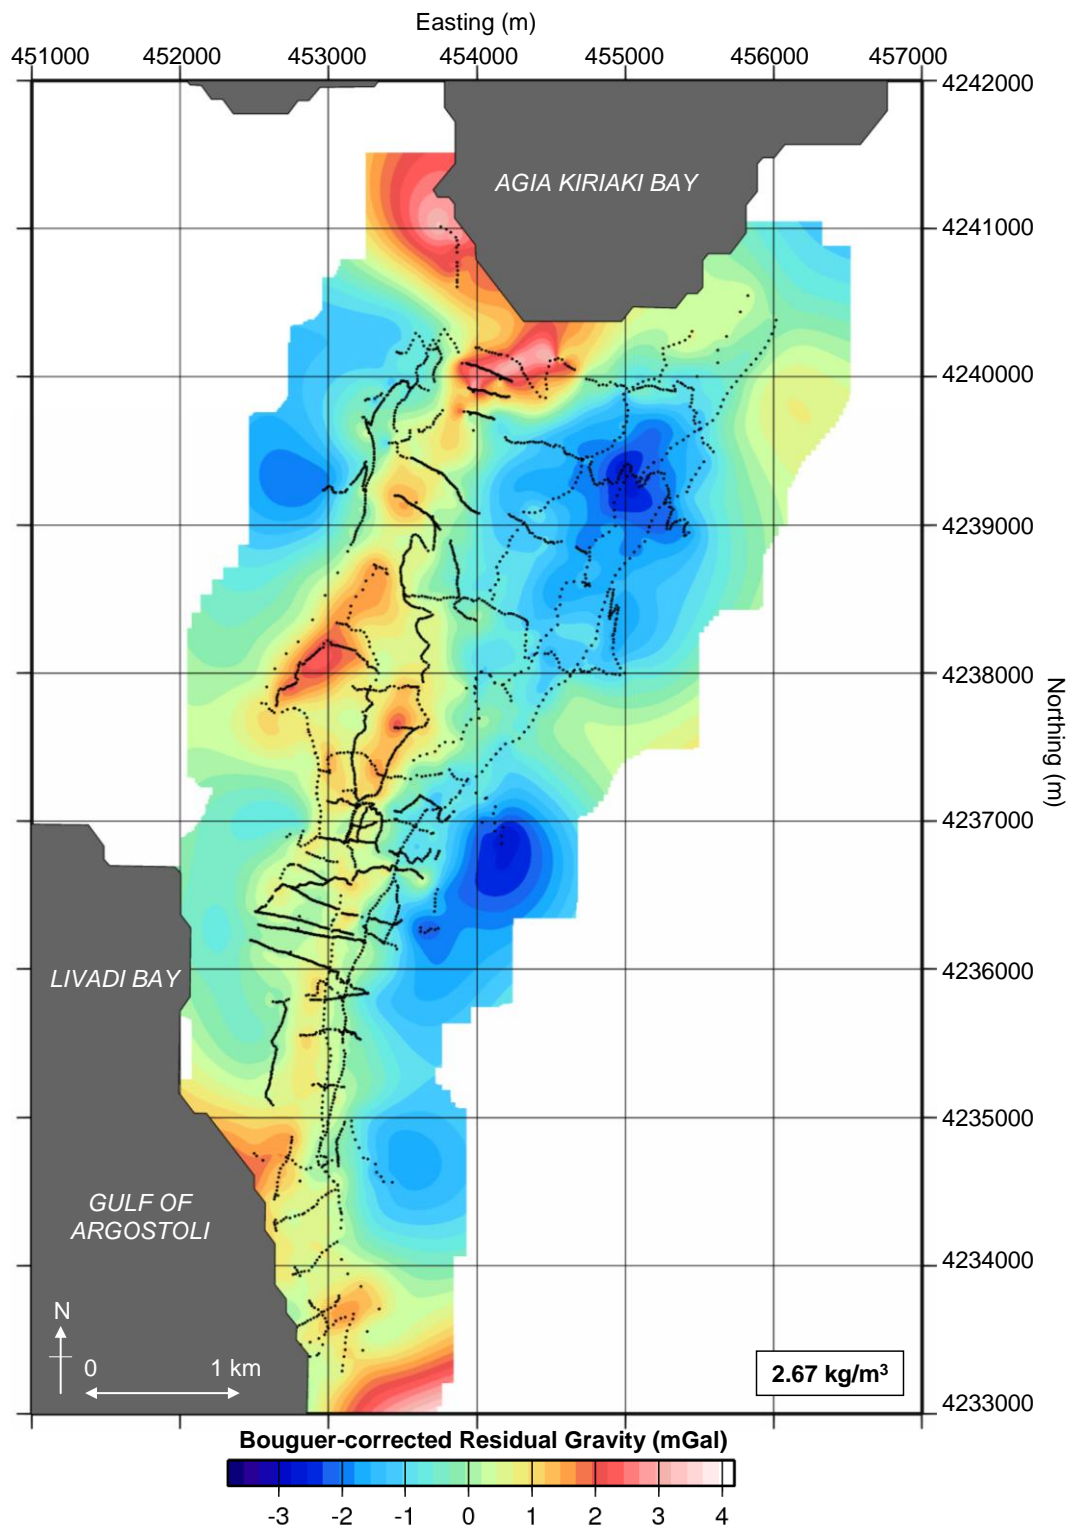 Easting (m)
451000 452000 453000 454000 455000 456000 457000
4242000
AGIA KIRIAKI BAY
4241000
4240000
4239000
4238000
Northing (m)
4237000
LIVADI BAY
4236000
4235000
GULF OF
ARGOSTOLI
4234000
N
0 1 km
2.67 kg/m³
4233000
Bouguer-corrected Residual Gravity (mGal)
-3 -2 -1 0 1 2 3 4